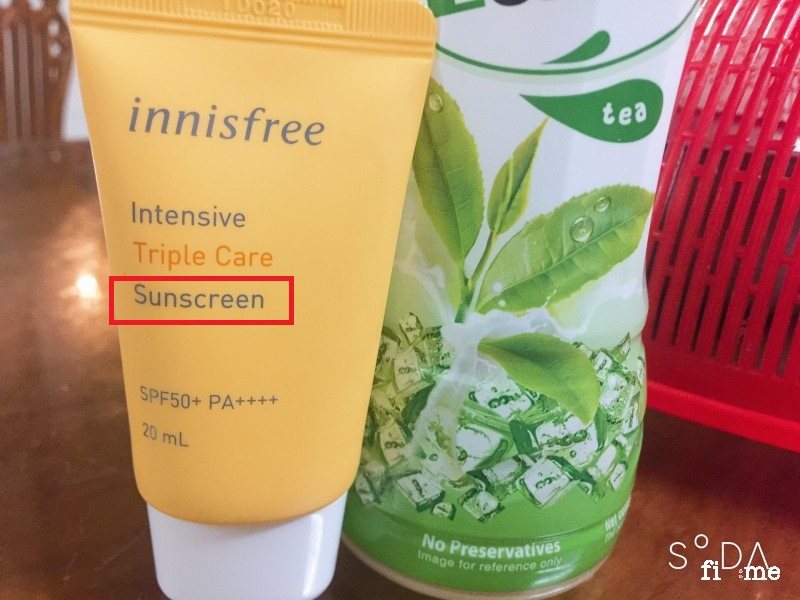 innisfree
Intensive
Triple Care
Sunscreen
SPF50+ PA++++
20 mL
tea
No Preservatives
Image for reference only
SODA
fi me